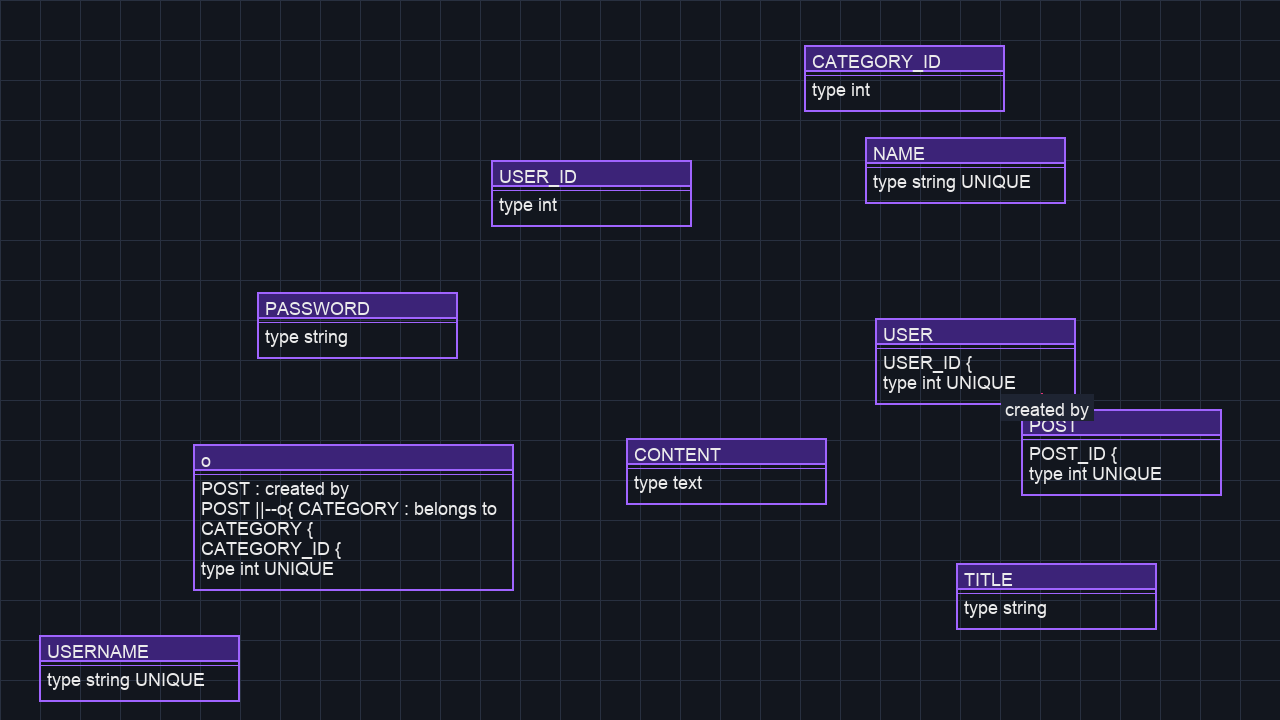 CATEGORY_ID
type int
NAME
type string UNIQUE
USER_ID
type int
PASSWORD
type string
USER
USER_ID {
type int UNIQUE
created by
POST
POST_ID {
type int UNIQUE
CONTENT
type text
o
POST : created by
POST ||--o{ CATEGORY : belongs to
CATEGORY {
CATEGORY_ID {
type int UNIQUE
TITLE
type string
USERNAME
type string UNIQUE